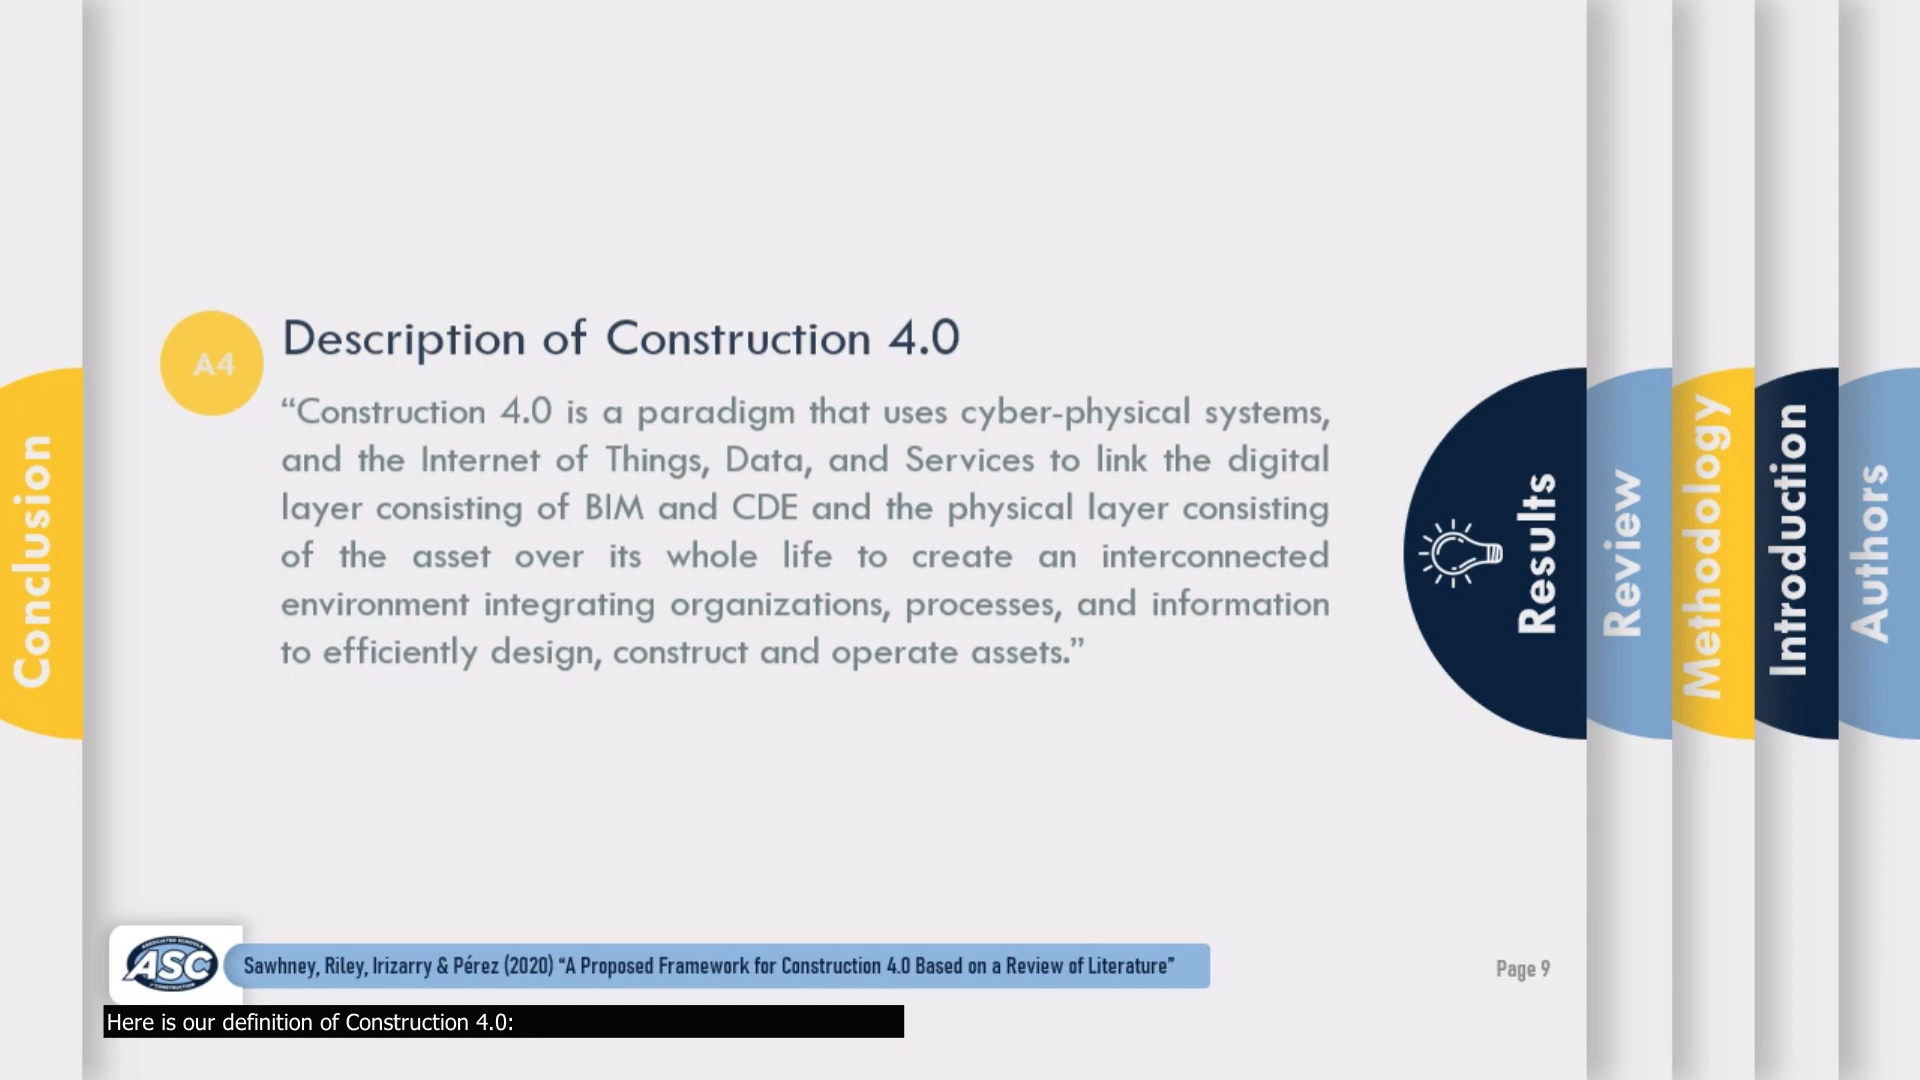 Conclusion
A4
Description of Construction 4.0
“Construction 4.0 is a paradigm that uses cyber-physical systems,
and the Internet of Things, Data, and Services to link the digital
layer consisting of BIM and CDE and the physical layer consisting
of the asset over its whole life to create an interconnected
environment integrating organizations, processes, and information
to efficiently design, construct and operate assets.”
Results
Review
Methodology
Introduction
Authors
ASC
Sawhney, Riley, Irizarry & Pérez (2020) “A Proposed Framework for Construction 4.0 Based on a Review of Literature”
Page 9
Here is our definition of Construction 4.0: